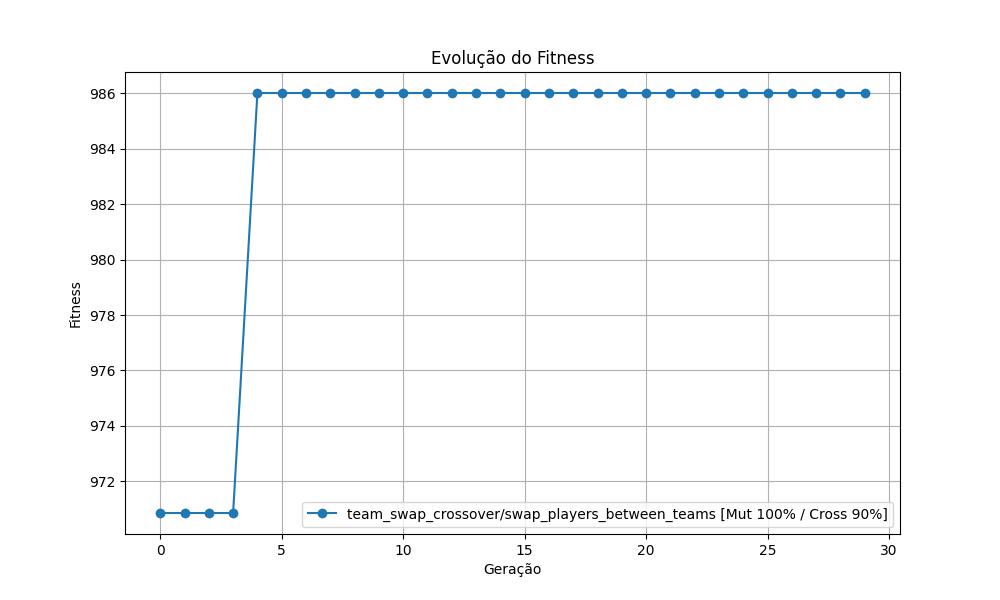 Evolução do Fitness
Fitness
986
984
982
980
978
976
974
972
team_swap_crossover/swap_players_between_teams [Mut 100% / Cross 90%]
0 5 10 15 20 25 30
Geração